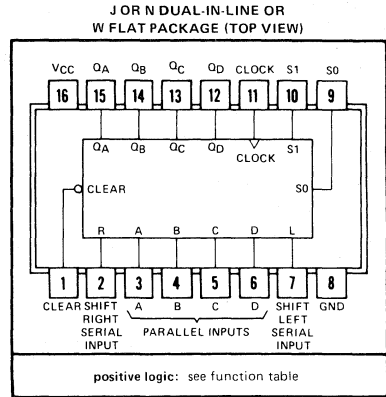 J OR N DUAL-IN-LINE OR
W FLAT PACKAGE (TOP VIEW)
VCC QA QB QC QD CLOCK S1 S0
16 15 14 13 12 11 10 9
QA QB QC QD CLOCK S1
CLEAR S0
R A B C D L
1 2 3 4 5 6 7 8
CLEAR SHIFT RIGHT SERIAL INPUT A B C D SHIFT LEFT SERIAL INPUT GND
PARALLEL INPUTS
positive logic: see function table